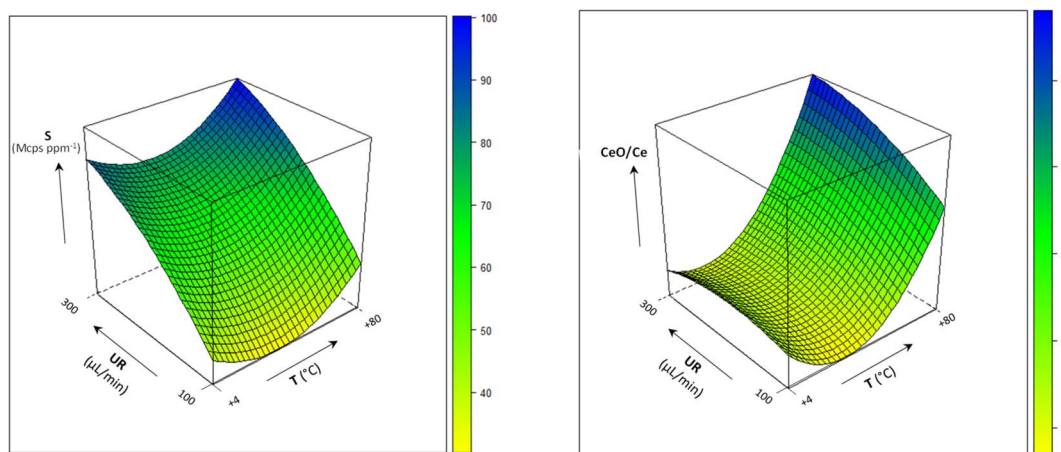 100
90
80
70
60
50
40
S
(Mcps ppm⁻¹)
300
UR
(µL/min)
100
+4
T (°C)
+80
CeO/Ce
300
UR
(µL/min)
100
+4
T (°C)
+80